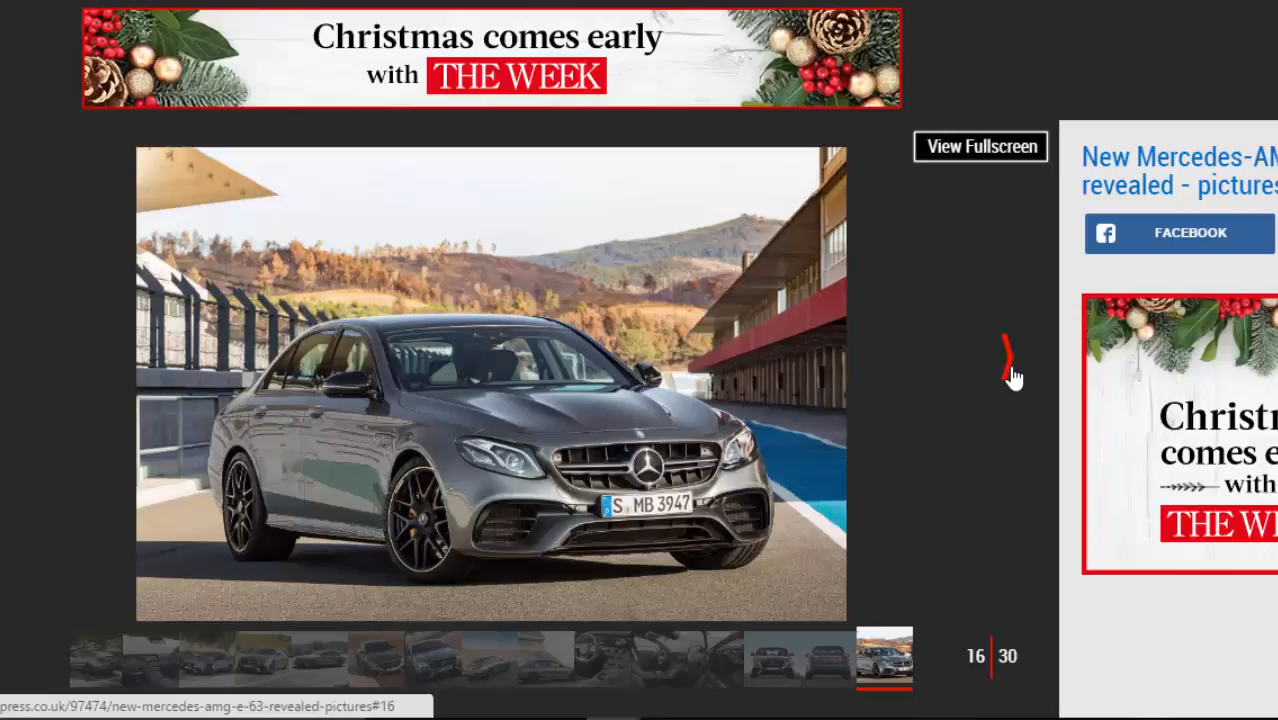 Christmas comes early
with THE WEEK
View Fullscreen
New Mercedes-AM
revealed - pictures
FACEBOOK
S MB 3947
Christm
comes e
with
THE WE
16 30
press.co.uk/97474/new-mercedes-amg-e-63-revealed-pictures#16